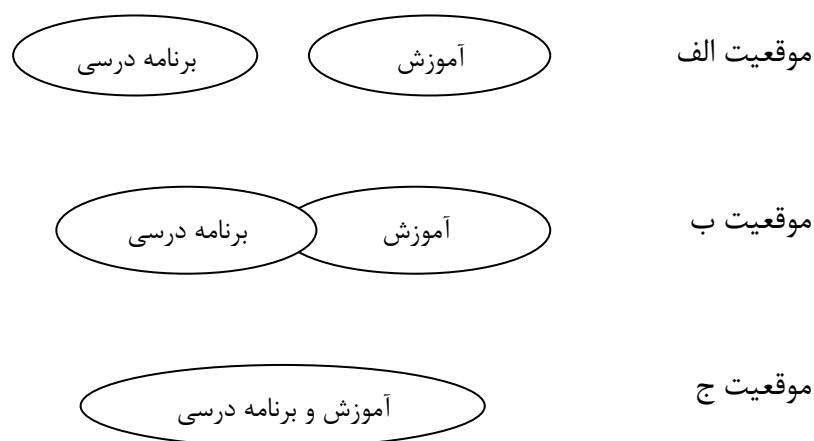 موقعیت الف آموزش برنامه درسی
موقعیت ب آموزش برنامه درسی
موقعیت ج آموزش و برنامه درسی